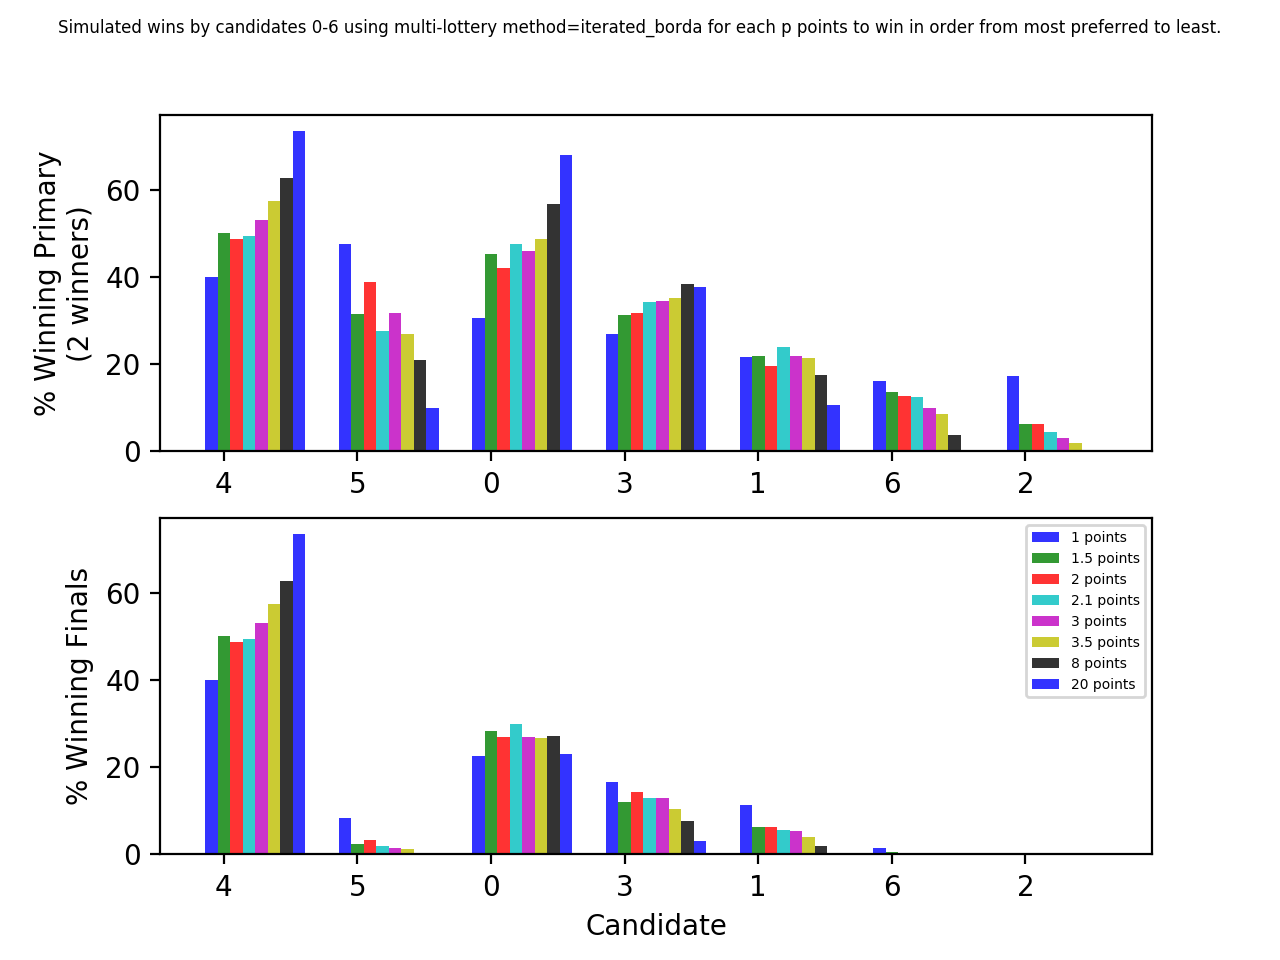 Simulated wins by candidates 0-6 using multi-lottery method=iterated_borda for each p points to win in order from most preferred to least.
% Winning Primary
(2 winners)
60
40
20
0
4 5 0 3 1 6 2
% Winning Finals
60
40
20
0
1 points
1.5 points
2 points
2.1 points
3 points
3.5 points
8 points
20 points
4 5 0 3 1 6 2
Candidate